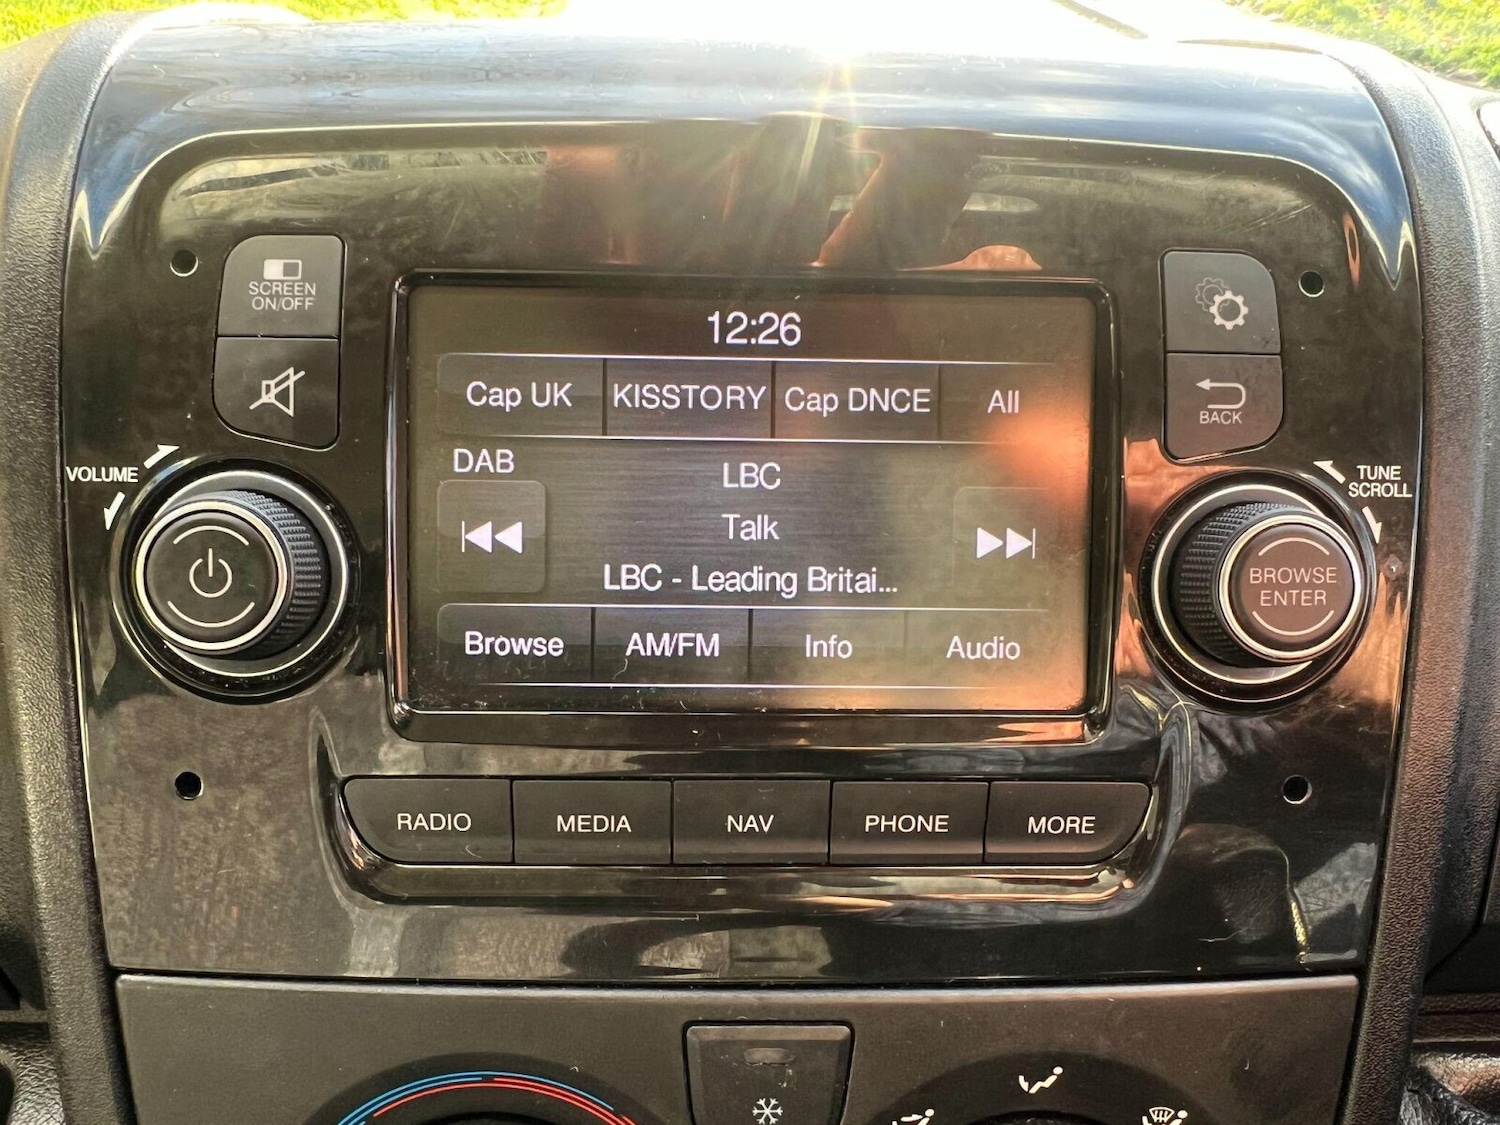 SCREEN
ON/OFF
12:26
Cap UK
KISSTORY
Cap DNCE
All
BACK
VOLUME
DAB
LBC
TUNE
SCROLL
Talk
LBC - Leading Britai...
BROWSE
ENTER
Browse
AM/FM
Info
Audio
RADIO
MEDIA
NAV
PHONE
MORE